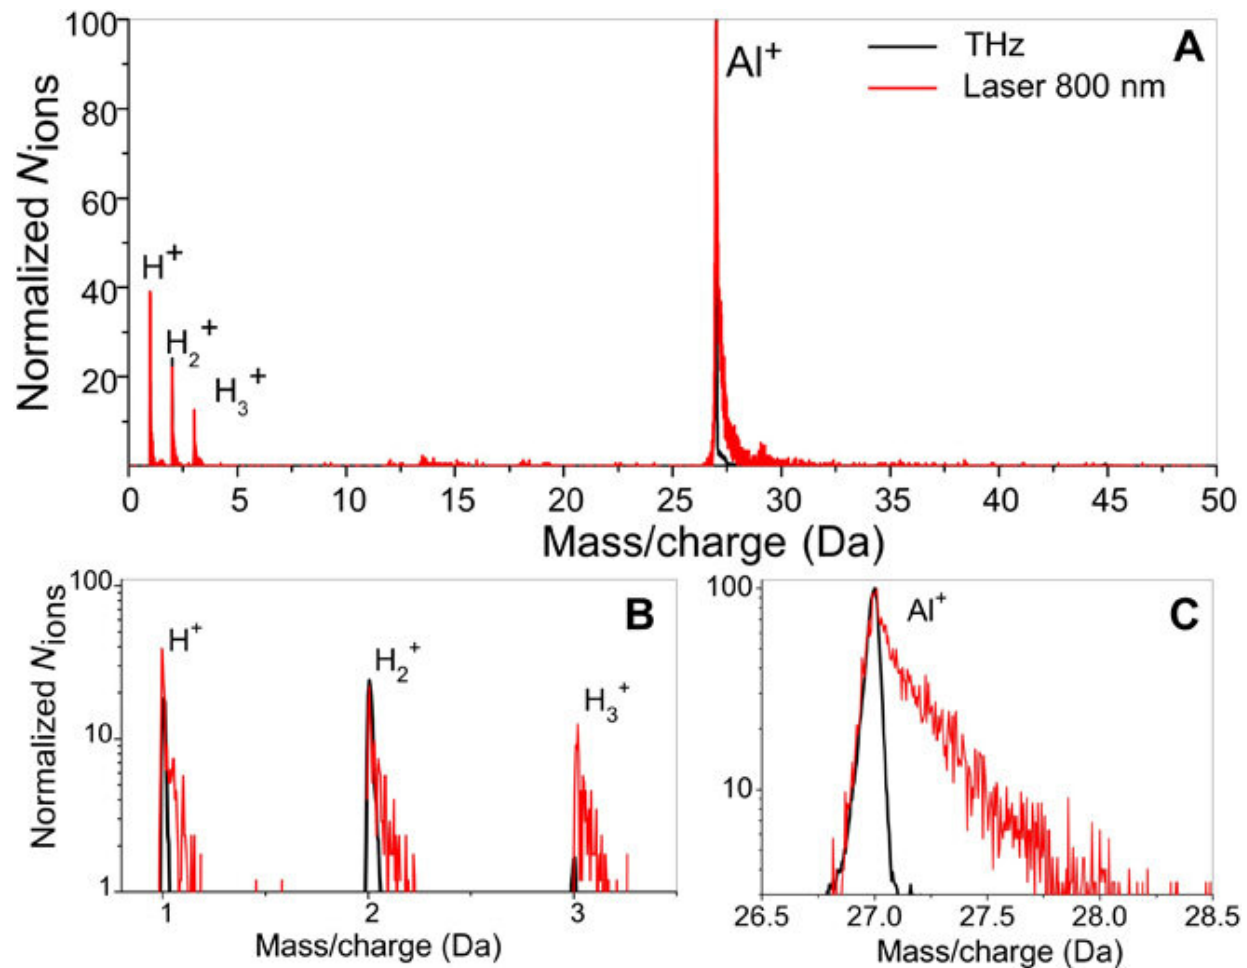 100
80
60
40
20
Normalized Nions
H⁺
H₂⁺
H₃⁺
Al⁺
THz
Laser 800 nm
A
0 5 10 15 20 25 30 35 40 45 50
Mass/charge (Da)
100
10
1
Normalized Nions
H⁺
H₂⁺
H₃⁺
B
1 2 3
Mass/charge (Da)
100
10
Al⁺
C
26.5 27.0 27.5 28.0 28.5
Mass/charge (Da)